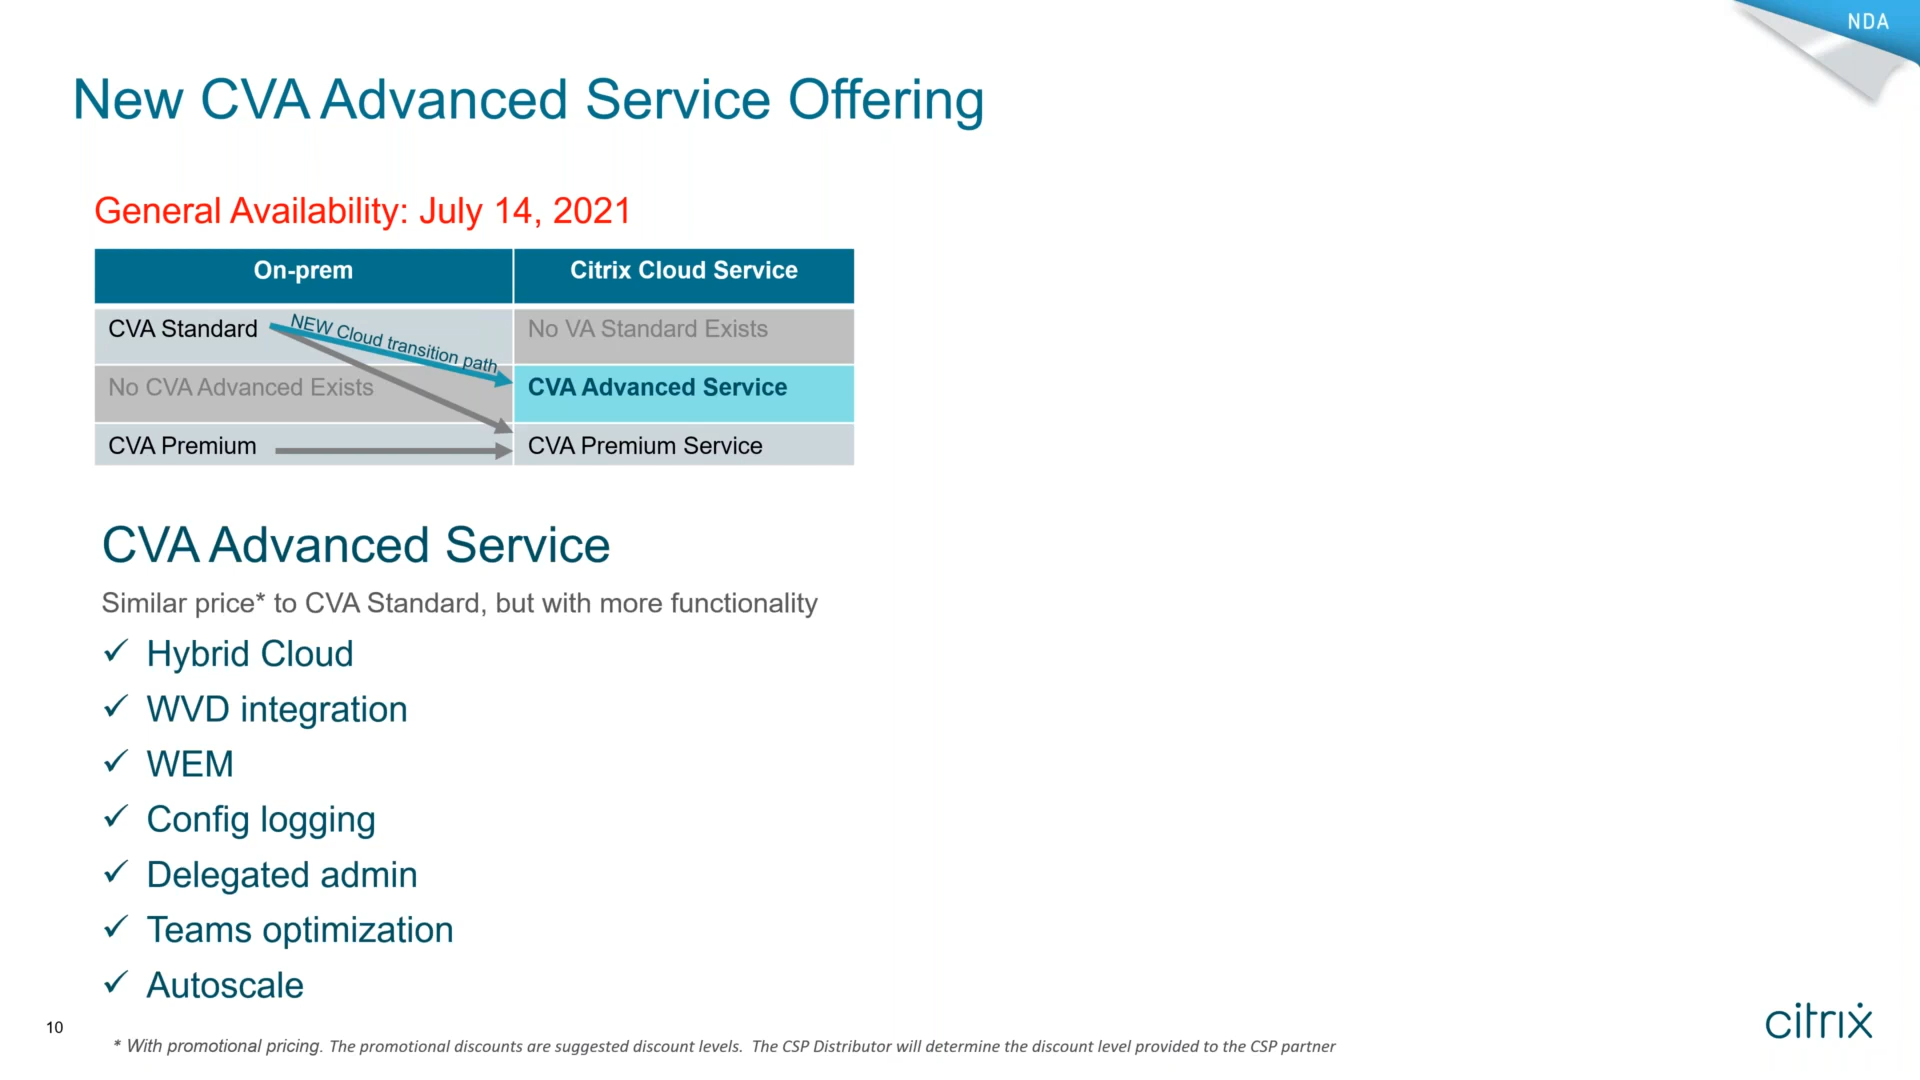 NDA
New CVA Advanced Service Offering
General Availability: July 14, 2021
On-prem
Citrix Cloud Service
CVA Standard
NEW Cloud transition path
No VA Standard Exists
No CVA Advanced Exists
CVA Advanced Service
CVA Premium
CVA Premium Service
CVA Advanced Service
Similar price* to CVA Standard, but with more functionality
✓ Hybrid Cloud
✓ WVD integration
✓ WEM
✓ Config logging
✓ Delegated admin
✓ Teams optimization
✓ Autoscale
10
* With promotional pricing. The promotional discounts are suggested discount levels. The CSP Distributor will determine the discount level provided to the CSP partner
citrix